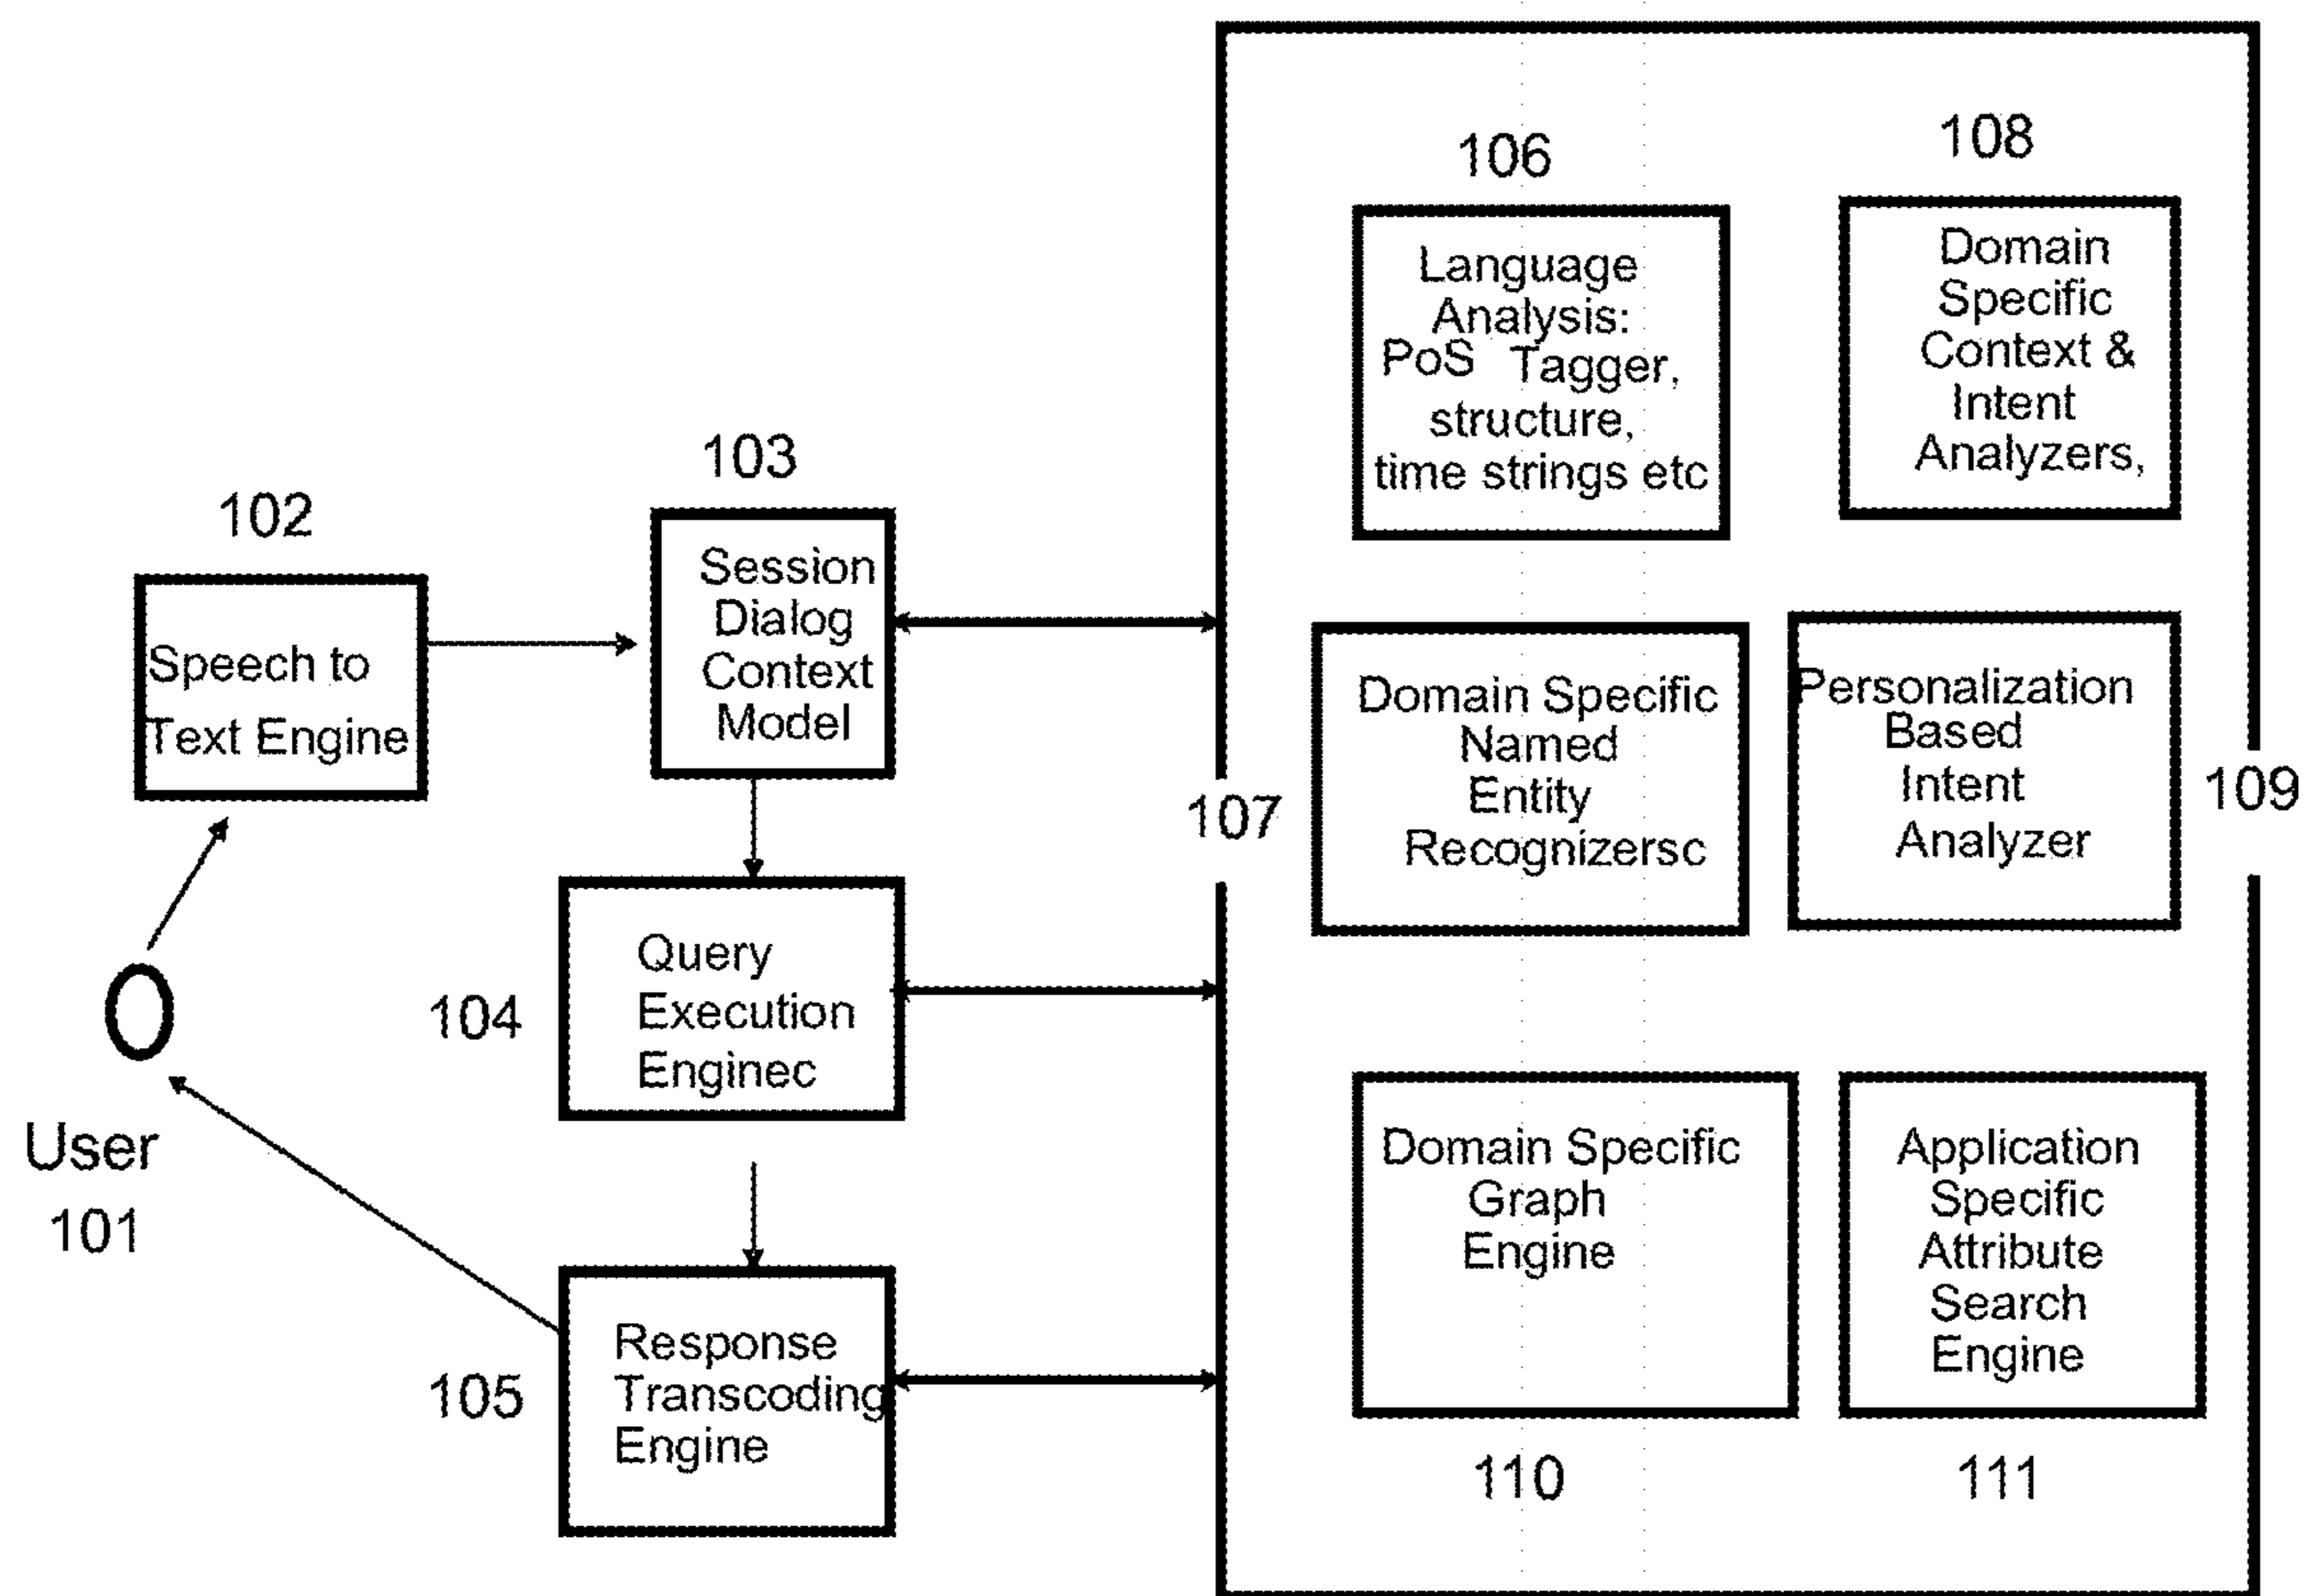 102
Speech to
Text Engine
103
Session
Dialog
Context
Model
104
Query
Execution
Enginec
User
101
105
Response
Transcoding
Engine
106
Language
Analysis:
PoS Tagger,
structure,
time strings etc
108
Domain
Specific
Context &
Intent
Analyzers,
107
Domain Specific
Named
Entity
Recognizersc
Personalization
Based
Intent
Analyzer
109
Domain Specific
Graph
Engine
110
Application
Specific
Attribute
Search
Engine
111